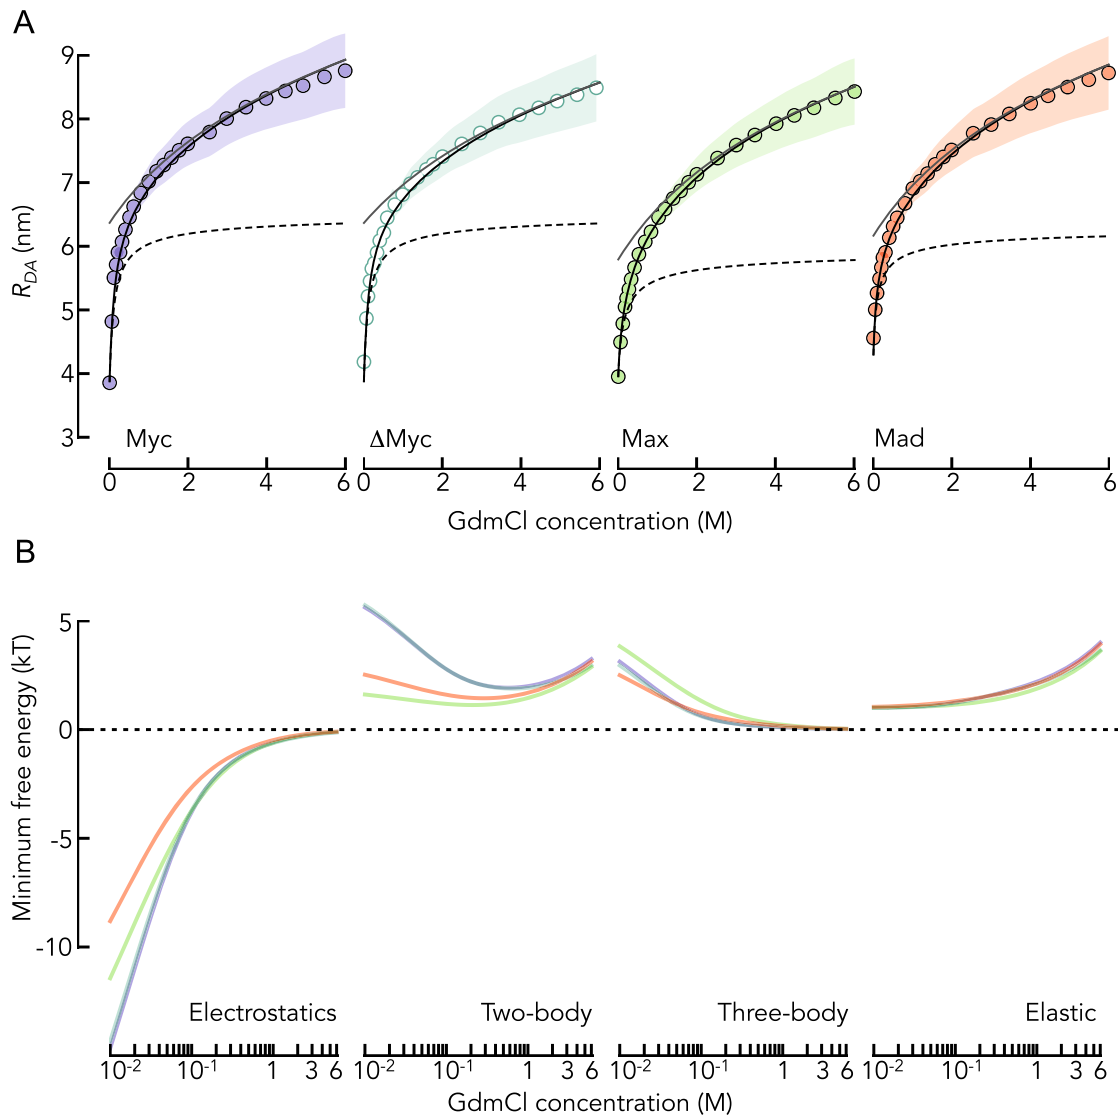 A
R_DA (nm)
9
8
7
6
5
4
3
Myc
ΔMyc
Max
Mad
0 2 4 6 0 2 4 6 0 2 4 6 0 2 4 6
GdmCl concentration (M)
B
Minimum free energy (kT)
5
0
-5
-10
Electrostatics
Two-body
Three-body
Elastic
10⁻² 10⁻¹ 1 3 6 10⁻² 10⁻¹ 1 3 6 10⁻² 10⁻¹ 1 3 6 10⁻² 10⁻¹ 1 3 6
GdmCl concentration (M)